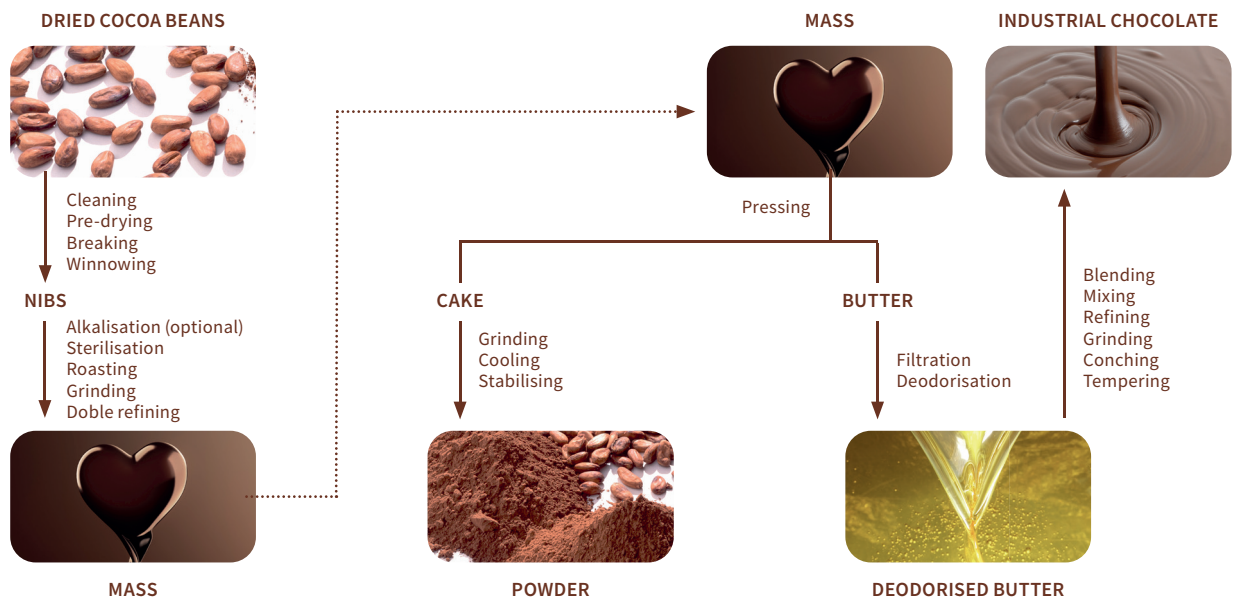 DRIED COCOA BEANS
MASS
INDUSTRIAL CHOCOLATE
Cleaning
Pre-drying
Breaking
Winnowing
NIBS
Alkalisation (optional)
Sterilisation
Roasting
Grinding
Doble refining
MASS
Pressing
CAKE
Grinding
Cooling
Stabilising
POWDER
BUTTER
Filtration
Deodorisation
DEODORISED BUTTER
Blending
Mixing
Refining
Grinding
Conching
Tempering